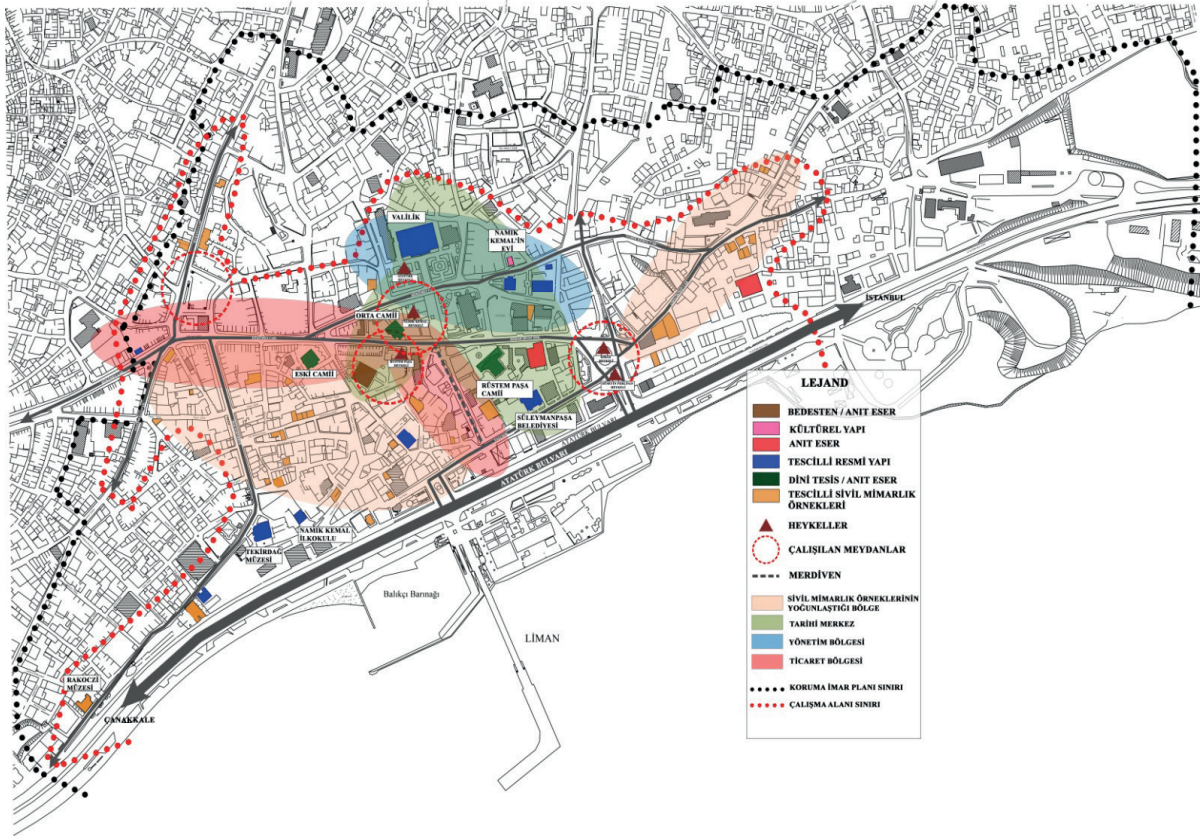 VALİLİK
NAMIK
KEMAL'İN
EVİ
ORTA CAMİİ
ESKİ CAMİİ
RÜSTEM PAŞA
CAMİİ
SÜLEYMANPAŞA
BELEDİYESİ
İSTANBUL
ATATÜRK BULVARI
ATATÜRK BULVARI
NAMIK KEMAL
İLKOKULU
TEKİRDAĞ
MÜZESİ
Balıkçı Barınağı
LİMAN
RAKOCZİ
MÜZESİ
ÇANAKKALE
LEJAND
BEDESTEN / ANIT ESER
KÜLTÜREL YAPI
ANIT ESER
TESCİLLİ RESMİ YAPI
DİNİ TESİS / ANIT ESER
TESCİLLİ SİVİL MİMARLIK
ÖRNEKLERİ
HEYKELLER
ÇALIŞILAN MEYDANLAR
MERDİVEN
SİVİL MİMARLIK ÖRNEKLERİNİN
YOĞUNLAŞTIĞI BÖLGE
TARİHİ MERKEZ
YÖNETİM BÖLGESİ
TİCARET BÖLGESİ
KORUMA İMAR PLANI SINIRI
ÇALIŞMA ALANI SINIRI